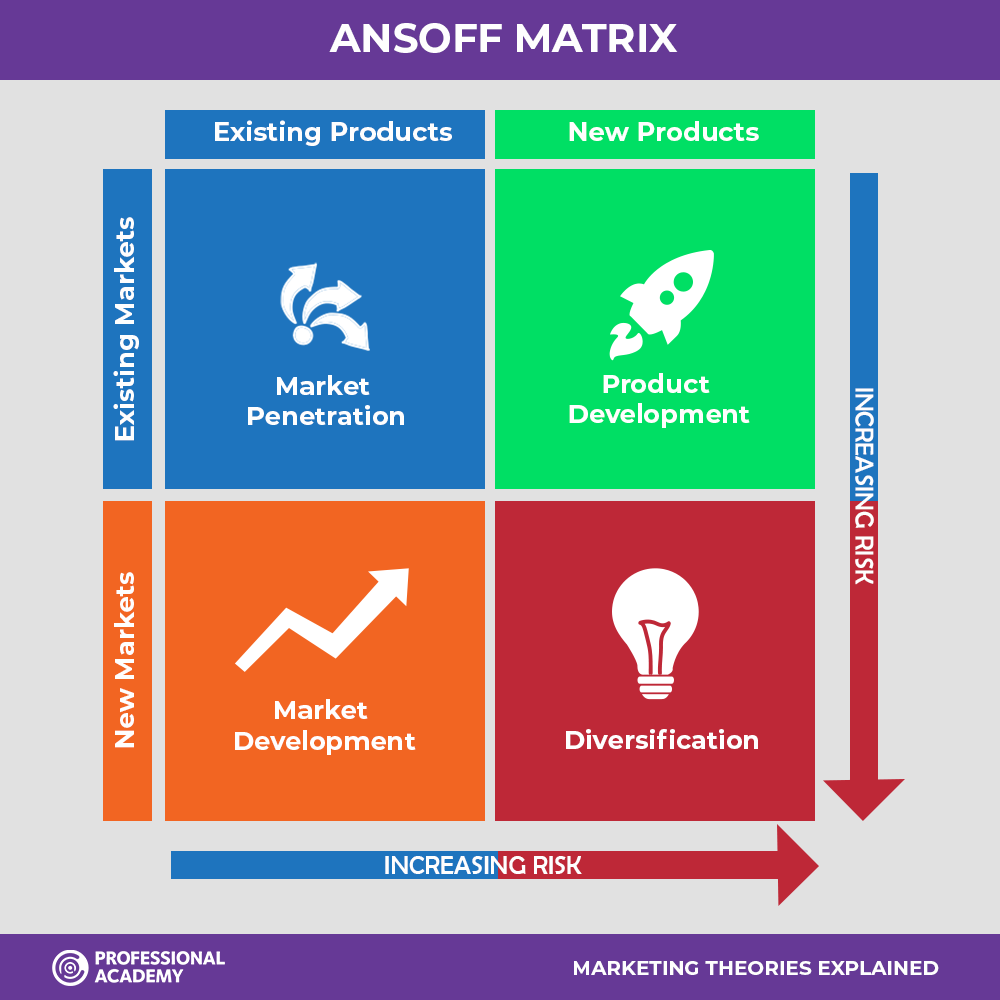 ANSOFF MATRIX
Existing Products
New Products
Existing Markets
Market
Penetration
Product
Development
INCREASING RISK
New Markets
Market
Development
Diversification
INCREASING RISK
PROFESSIONAL
ACADEMY
MARKETING THEORIES EXPLAINED